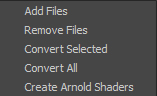 Add Files
Remove Files
Convert Selected
Convert All
Create Arnold Shaders